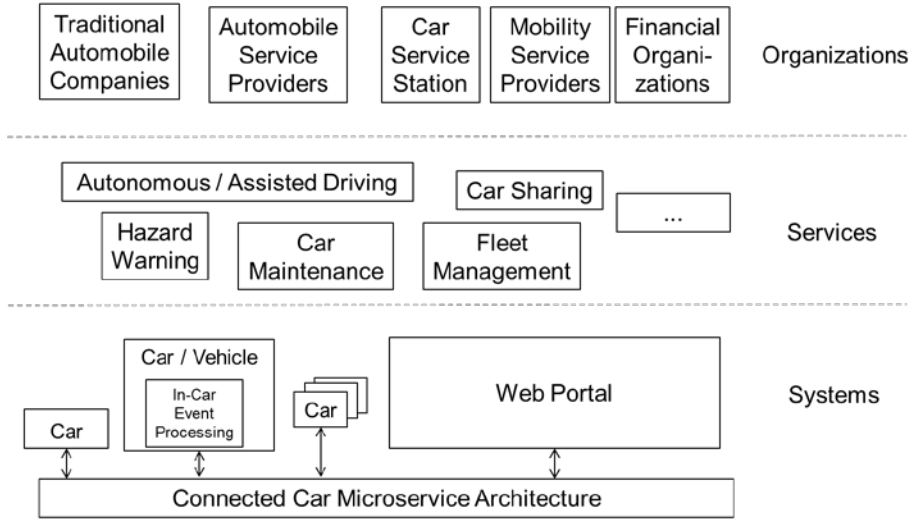 Traditional
Automobile
Companies
Automobile
Service
Providers
Car
Service
Station
Mobility
Service
Providers
Financial
Organi-
zations
Organizations
Autonomous / Assisted Driving
Car Sharing
...
Hazard
Warning
Car
Maintenance
Fleet
Management
Services
Car / Vehicle
In-Car
Event
Processing
Car
Car
Web Portal
Systems
Connected Car Microservice Architecture